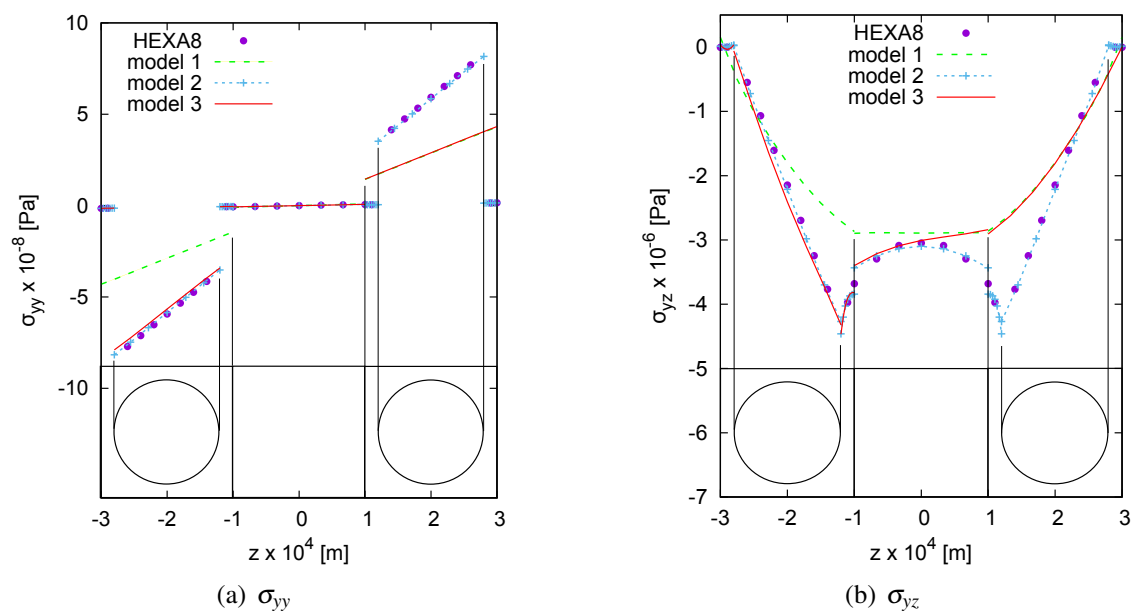 σyy x 10⁻⁸ [Pa]
10
5
0
-5
-10
HEXA8
model 1
model 2
model 3
-3 -2 -1 0 1 2 3
z x 10⁴ [m]
(a) σyy
σyz x 10⁻⁶ [Pa]
0
-1
-2
-3
-4
-5
-6
-7
HEXA8
model 1
model 2
model 3
-3 -2 -1 0 1 2 3
z x 10⁴ [m]
(b) σyz